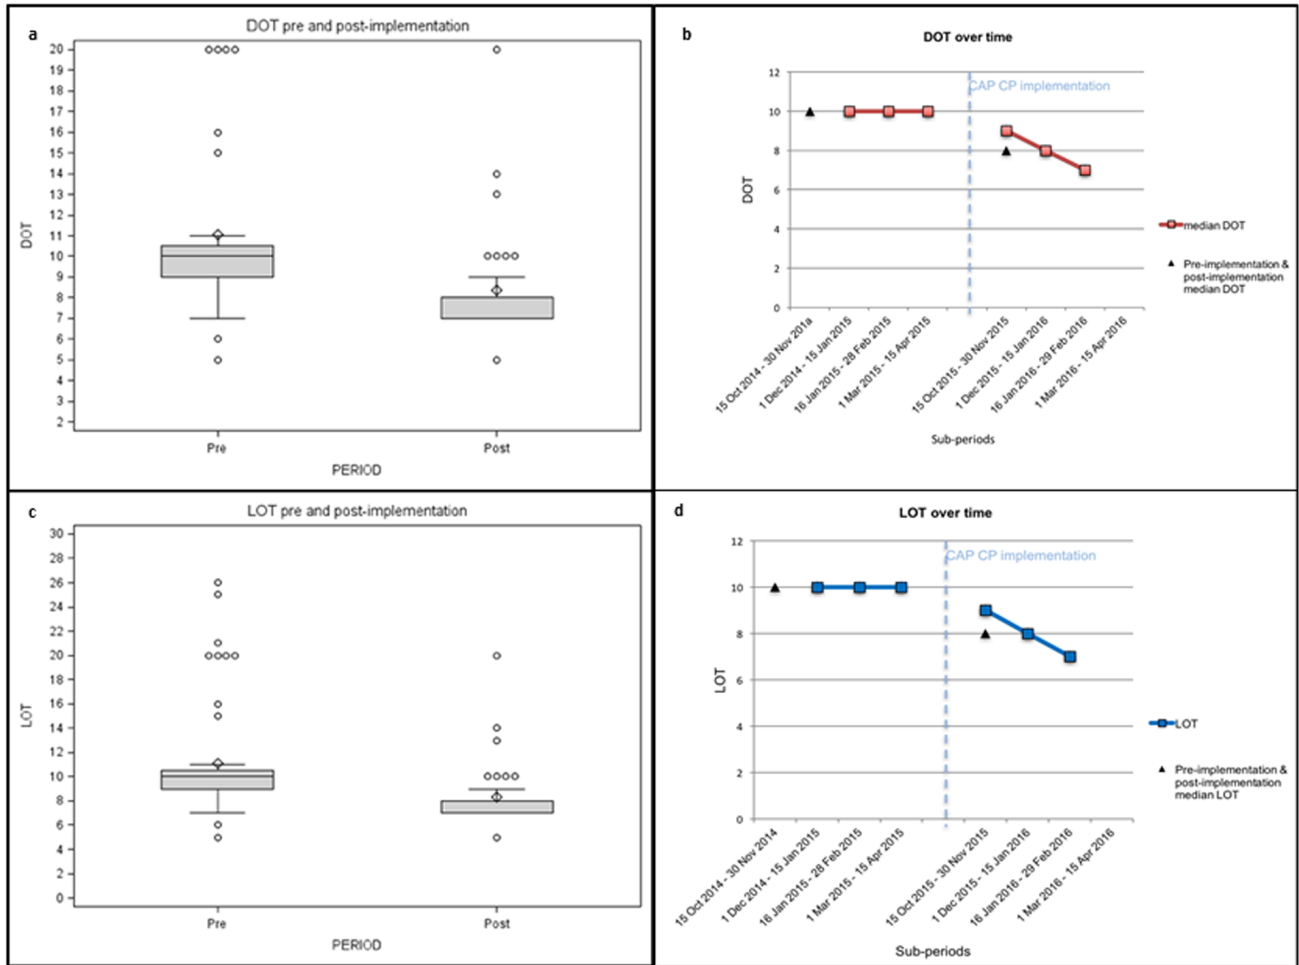 a
DOT pre and post-implementation
20
19
18
17
16
15
14
13
12
11
10
9
8
7
6
5
4
3
2
DOT
Pre
Post
PERIOD
b
DOT over time
12
10
8
6
4
2
0
DOT
CAP CP implementation
median DOT
Pre-implementation &
post-implementation
median DOT
15 Oct 2014 - 30 Nov 201a
1 Dec 2014 - 15 Jan 2015
16 Jan 2015 - 28 Feb 2015
1 Mar 2015 - 15 Apr 2015
15 Oct 2015 - 30 Nov 2015
1 Dec 2015 - 15 Jan 2016
16 Jan 2016 - 29 Feb 2016
1 Mar 2016 - 15 Apr 2016
Sub-periods
c
LOT pre and post-implementation
30
28
26
24
22
20
18
16
14
12
10
8
6
4
2
0
LOT
Pre
Post
PERIOD
d
LOT over time
12
10
8
6
4
2
0
LOT
CAP CP implementation
LOT
Pre-implementation &
post-implementation
median LOT
15 Oct 2014 - 30 Nov 2014
1 Dec 2014 - 15 Jan 2015
16 Jan 2015 - 28 Feb 2015
1 Mar 2015 - 15 Apr 2015
15 Oct 2015 - 30 Nov 2015
1 Dec 2015 - 15 Jan 2016
16 Jan 2016 - 29 Feb 2016
1 Mar 2016 - 15 Apr 2016
Sub-periods